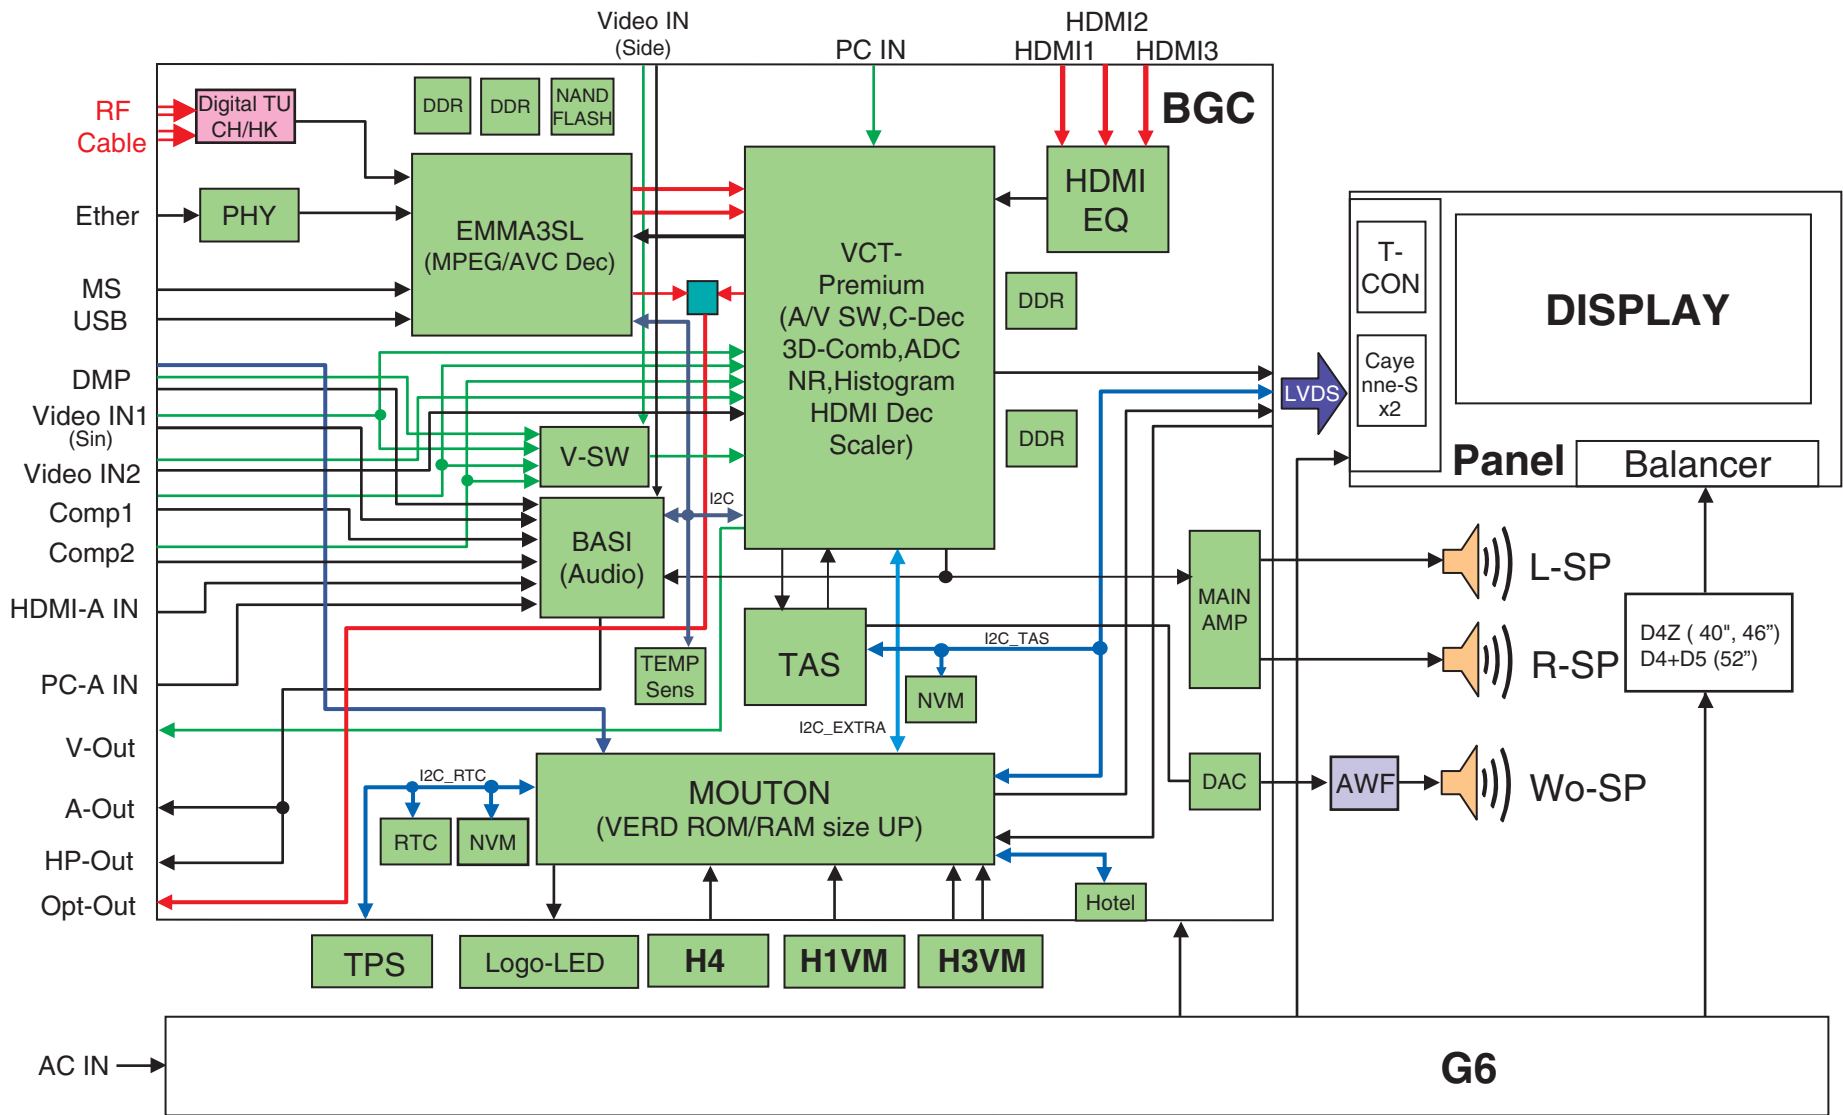 Video IN
(Side)
PC IN
HDMI2
HDMI1
HDMI3
BGC
RF
Cable
Digital TU
CH/HK
DDR
DDR
NAND
FLASH
Ether
PHY
EMMA3SL
(MPEG/AVC Dec)
VCT-
Premium
(A/V SW,C-Dec
3D-Comb,ADC
NR,Histogram
HDMI Dec
Scaler)
HDMI
EQ
DDR
DDR
MS
USB
DMP
Video IN1
(Sin)
Video IN2
Comp1
Comp2
HDMI-A IN
PC-A IN
V-Out
A-Out
HP-Out
Opt-Out
V-SW
BASI
(Audio)
I2C
TEMP
Sens
TAS
I2C_TAS
NVM
I2C_EXTRA
MAIN
AMP
DAC
I2C_RTC
RTC
NVM
MOUTON
(VERD ROM/RAM size UP)
Hotel
LVDS
T-
CON
Caye
nne-S
x2
DISPLAY
Panel
Balancer
L-SP
R-SP
D4Z ( 40", 46”)
D4+D5 (52”)
AWF
Wo-SP
TPS
Logo-LED
H4
H1VM
H3VM
AC IN
G6